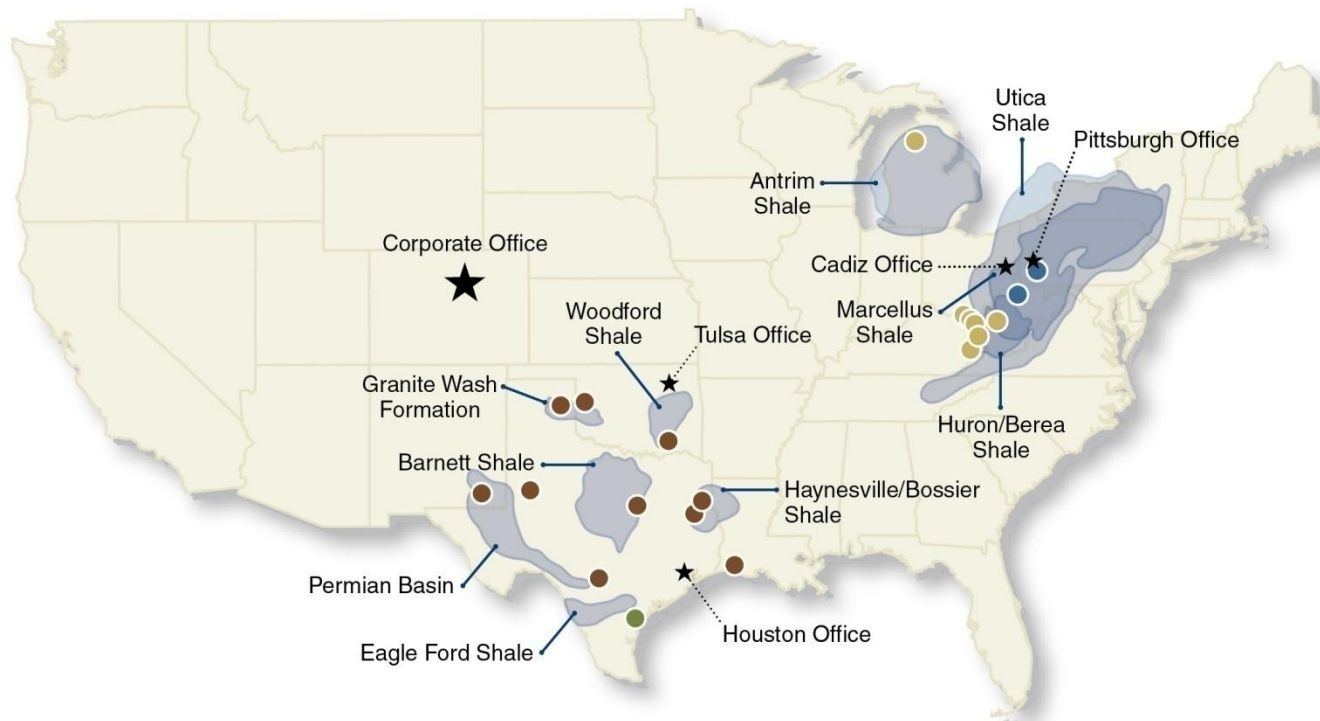 Utica
Shale
Pittsburgh Office
Antrim
Shale
Corporate Office
Cadiz Office
Marcellus
Shale
Woodford
Shale
Tulsa Office
Granite Wash
Formation
Huron/Berea
Shale
Barnett Shale
Haynesville/Bossier
Shale
Permian Basin
Houston Office
Eagle Ford Shale